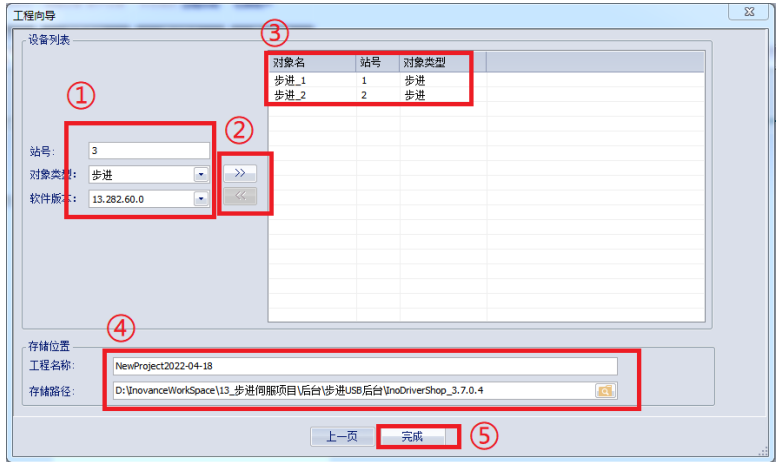 工程向导
设备列表
③
对象名 站号 对象类型
步进_1 1 步进
步进_2 2 步进
①
②
站号: 3
对象类型: 步进 >>
软件版本: 13.282.60.0 <<
④
存储位置
工程名称: NewProject2022-04-18
存储路径: D:\InovanceWorkSpace\13_步进伺服项目\后台\步进USB后台\InoDriverShop_3.7.0.4
上一页 完成 ⑤